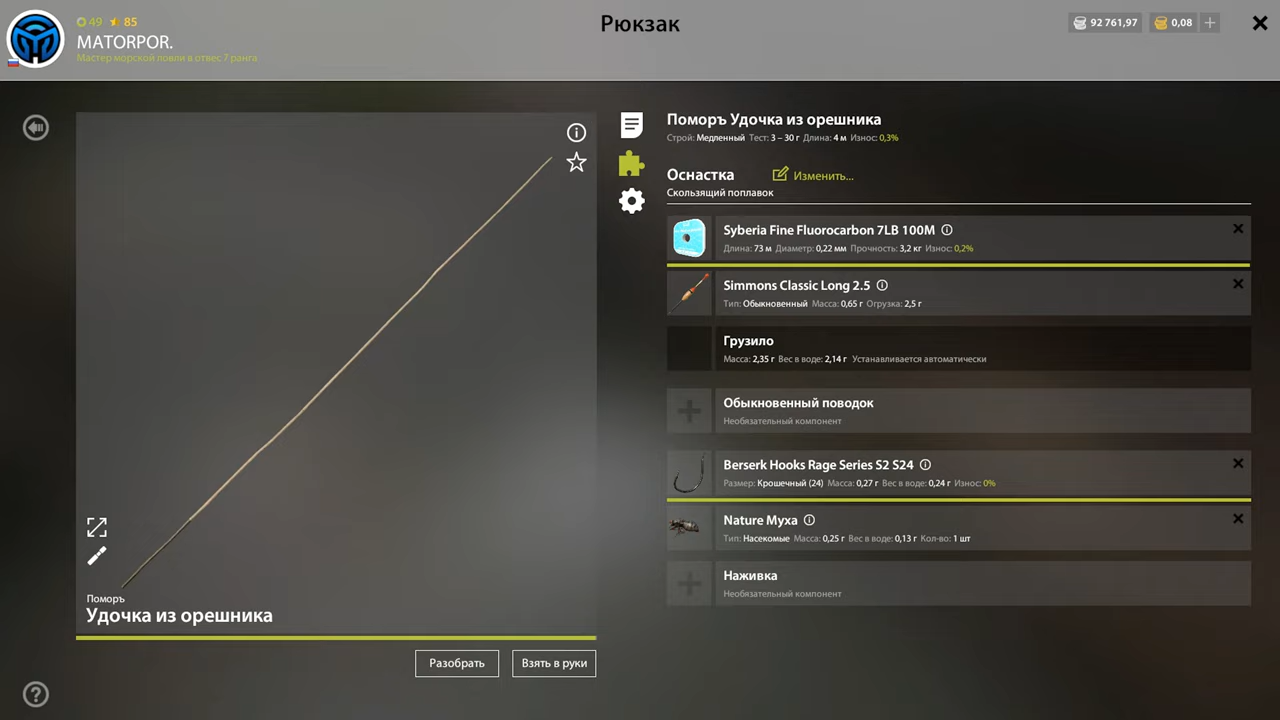 49 85
MATORPOR.
Мастер морской ловли в отвес 7 ранга
Рюкзак
92 761,97 0,08
Поморъ Удочка из орешника
Строй: Медленный Тест: 3 – 30 г Длина: 4 м Износ: 0,3%
Оснастка Изменить...
Скользящий поплавок
Syberia Fine Fluorocarbon 7LB 100M
Длина: 73 м Диаметр: 0,22 мм Прочность: 3,2 кг Износ: 0,2%
Simmons Classic Long 2.5
Тип: Обыкновенный Масса: 0,65 г Огрузка: 2,5 г
Грузило
Масса: 2,35 г Вес в воде: 2,14 г Устанавливается автоматически
Обыкновенный поводок
Необязательный компонент
Berserk Hooks Rage Series S2 S24
Размер: Крошечный (24) Масса: 0,27 г Вес в воде: 0,24 г Износ: 0%
Nature Муха
Тип: Насекомые Масса: 0,25 г Вес в воде: 0,13 г Кол-во: 1 шт
Наживка
Необязательный компонент
Поморъ
Удочка из орешника
Разобрать Взять в руки